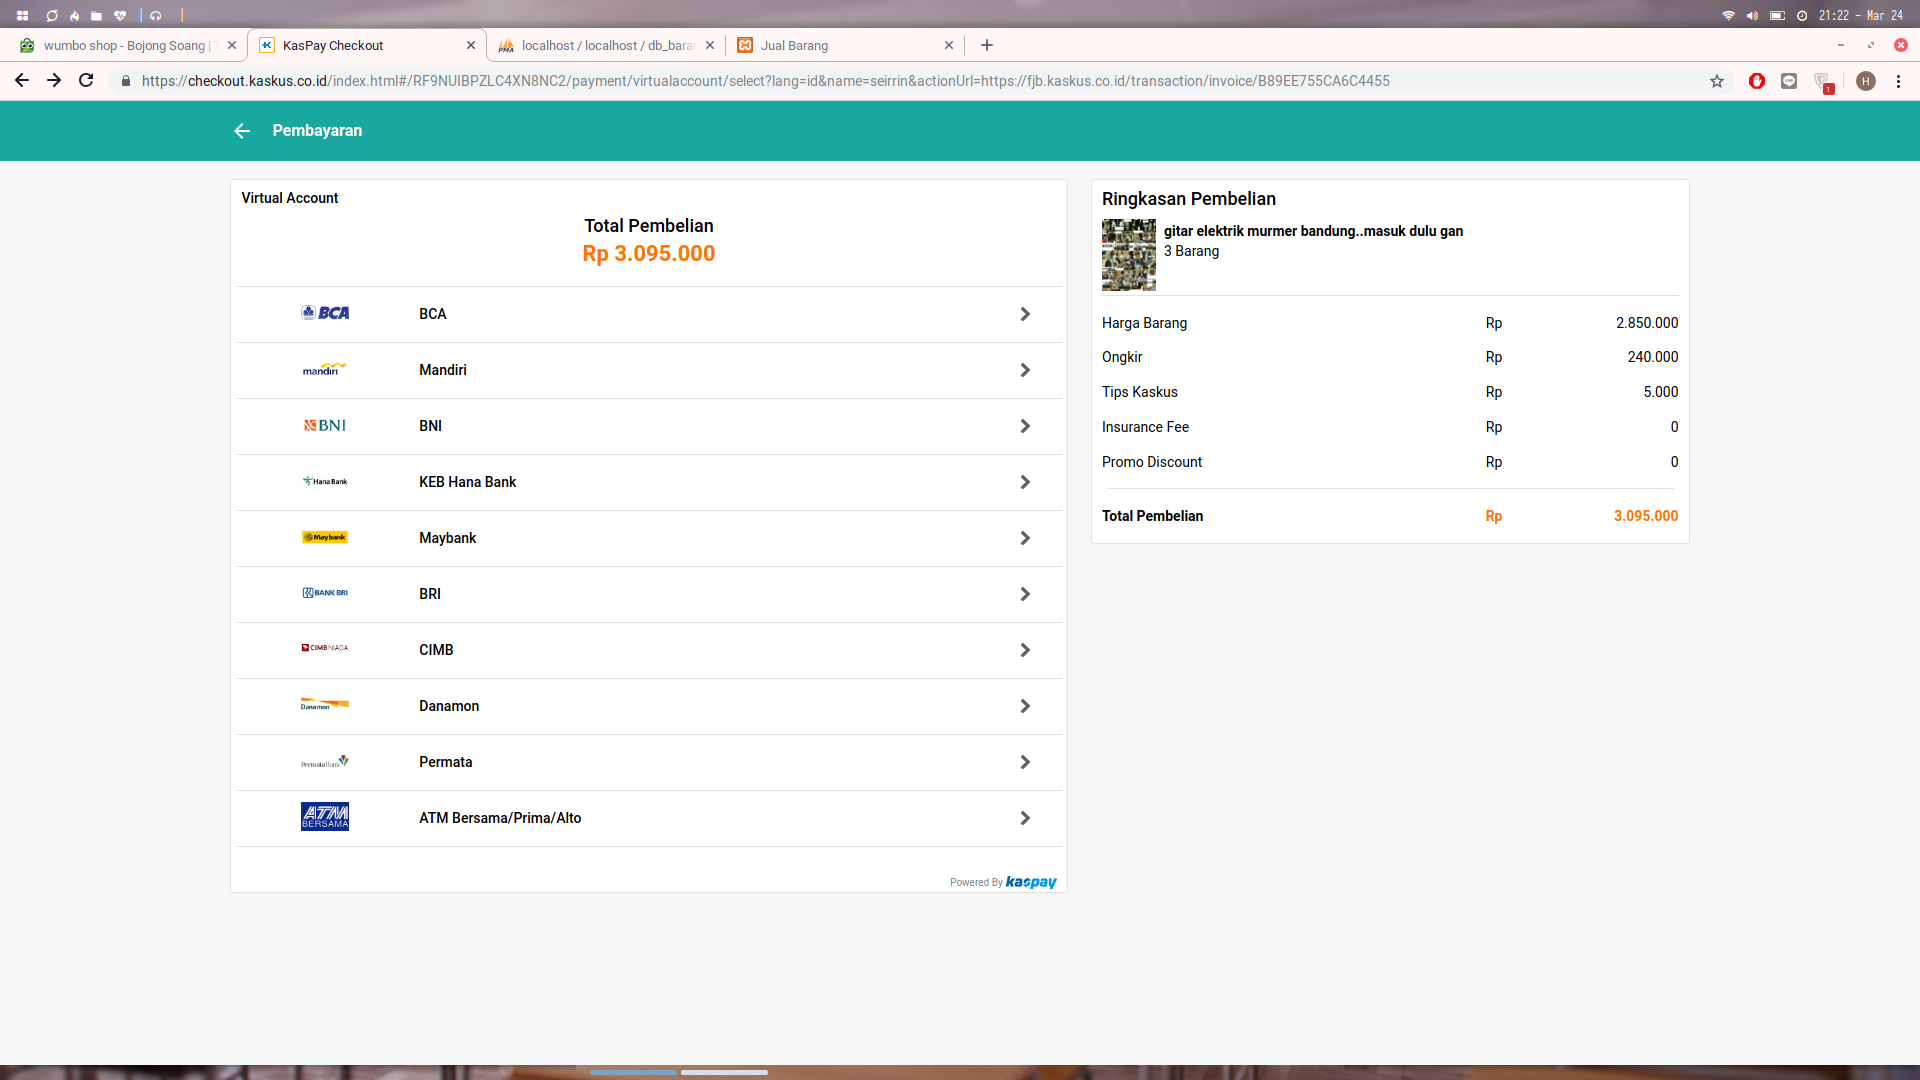 21:22 - Mar 24
wumbo shop - Bojong Soang |
KasPay Checkout
localhost / localhost / db_bara
Jual Barang
https://checkout.kaskus.co.id/index.html#/RF9NUIBPZLC4XN8NC2/payment/virtualaccount/select?lang=id&name=seirrin&actionUrl=https://fjb.kaskus.co.id/transaction/invoice/B89EE755CA6C4455
1
H
Pembayaran
Virtual Account
Total Pembelian
Rp 3.095.000
BCA BCA
mandiri Mandiri
BNI BNI
HanaBank KEB Hana Bank
Maybank Maybank
BANK BRI BRI
CIMB NIAGA CIMB
Danamon Danamon
PermataBank Permata
ATM BERSAMA ATM Bersama/Prima/Alto
Powered By kaspay
Ringkasan Pembelian
gitar elektrik murmer bandung..masuk dulu gan
3 Barang
Harga Barang Rp 2.850.000
Ongkir Rp 240.000
Tips Kaskus Rp 5.000
Insurance Fee Rp 0
Promo Discount Rp 0
Total Pembelian Rp 3.095.000